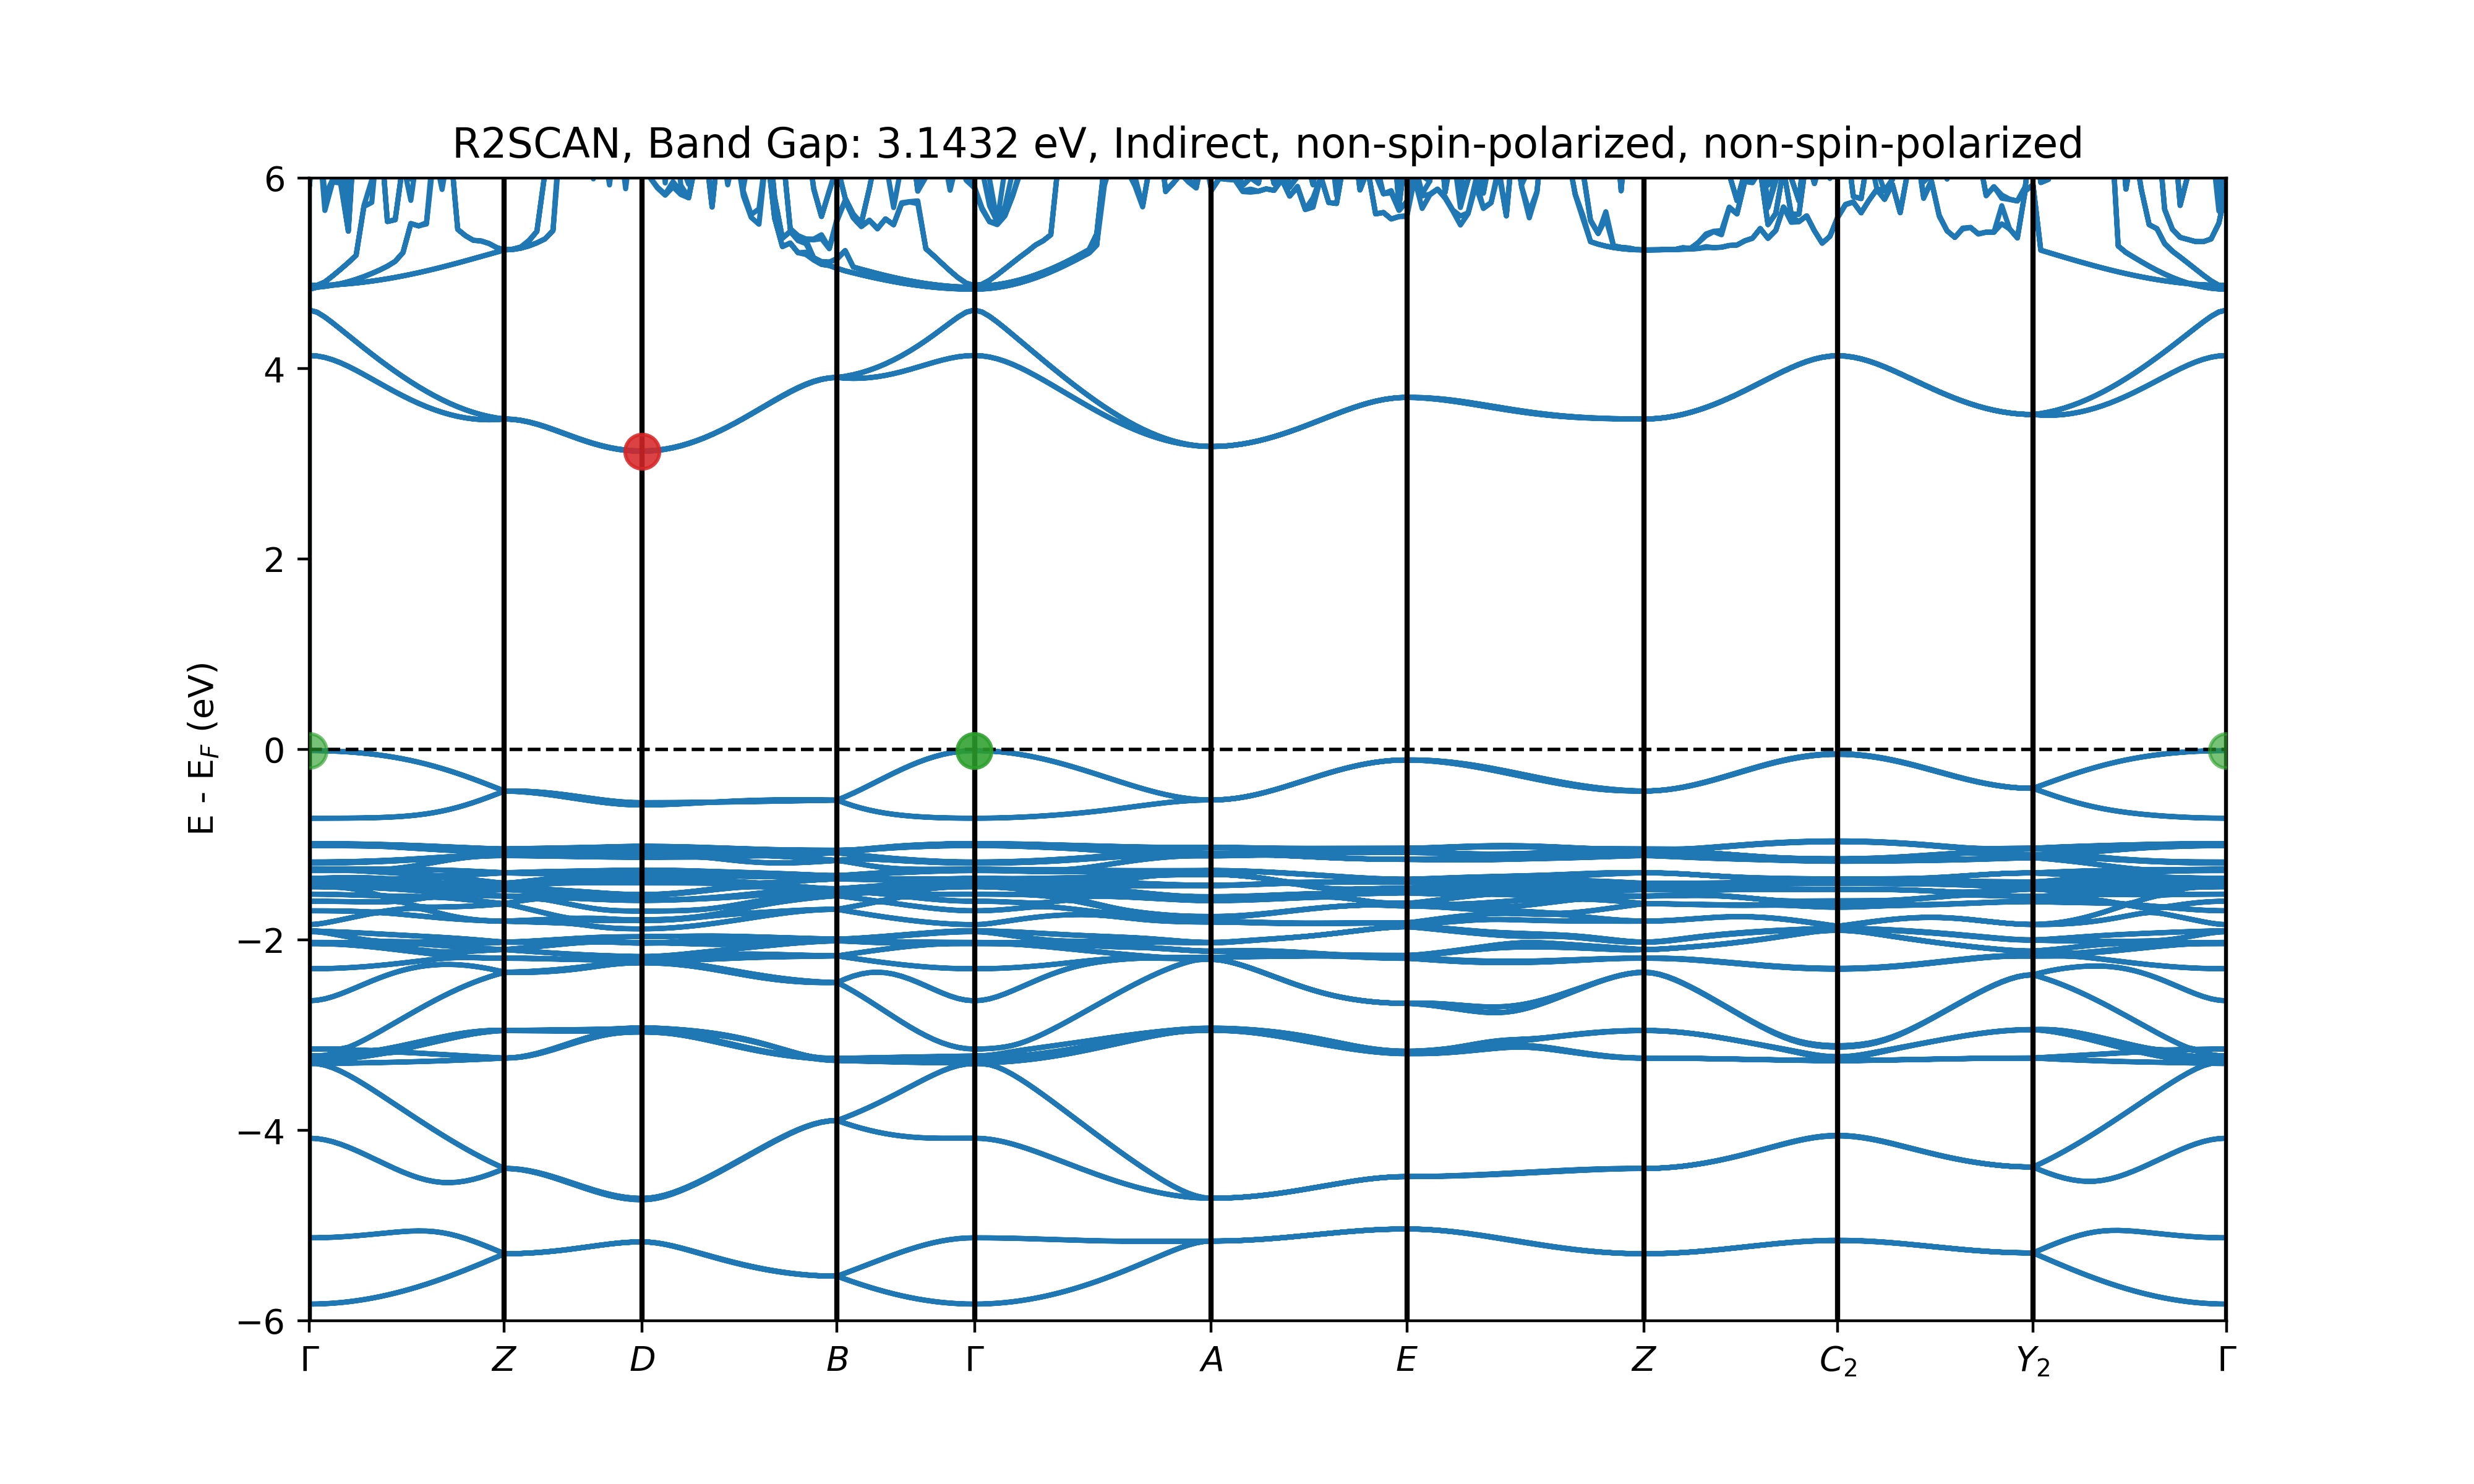 R2SCAN, Band Gap: 3.1432 eV, Indirect, non-spin-polarized, non-spin-polarized
E - E_F (eV)
6
4
2
0
−2
−4
−6
Γ Z D B Γ A E Z C₂ Y₂ Γ